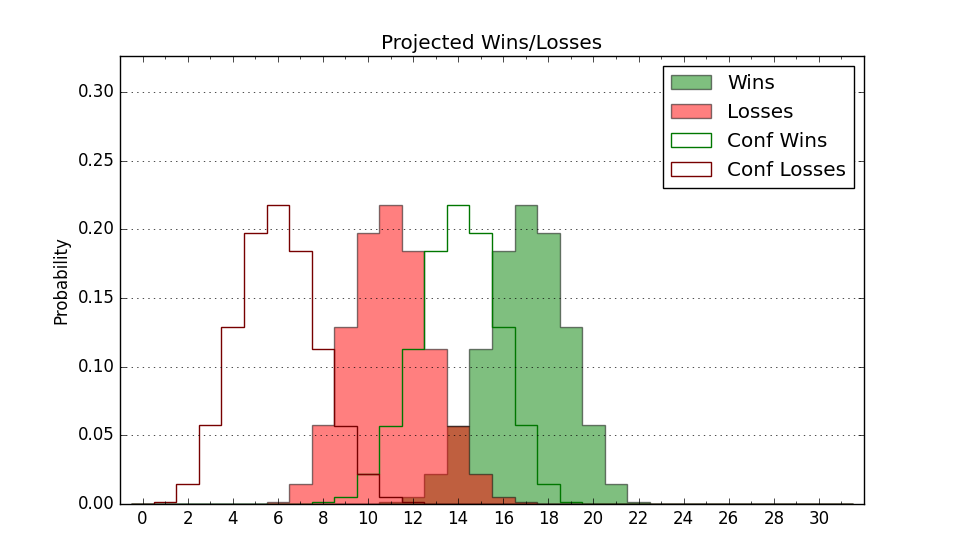 Projected Wins/Losses
Wins
Losses
Conf Wins
Conf Losses
Probability
0.30
0.25
0.20
0.15
0.10
0.05
0.00
0 2 4 6 8 10 12 14 16 18 20 22 24 26 28 30